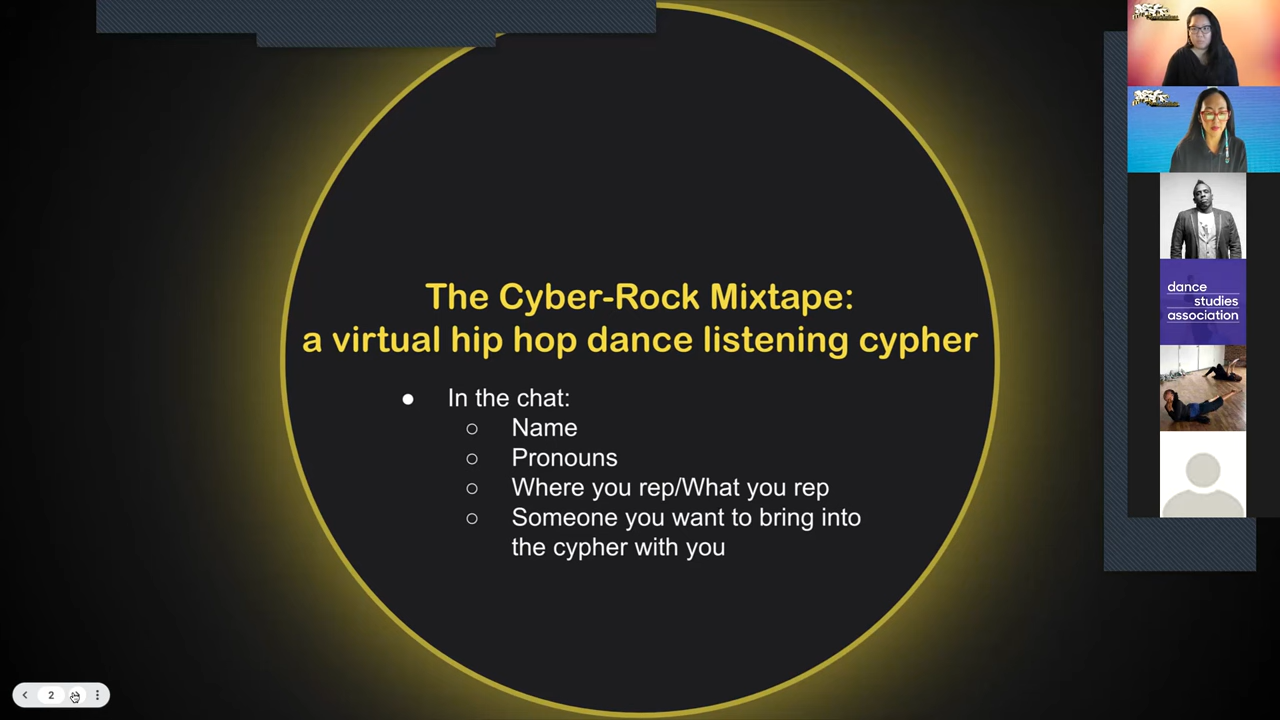 The Cyber-Rock Mixtape:
a virtual hip hop dance listening cypher
● In the chat:
○ Name
○ Pronouns
○ Where you rep/What you rep
○ Someone you want to bring into
the cypher with you
dance
studies
association
2